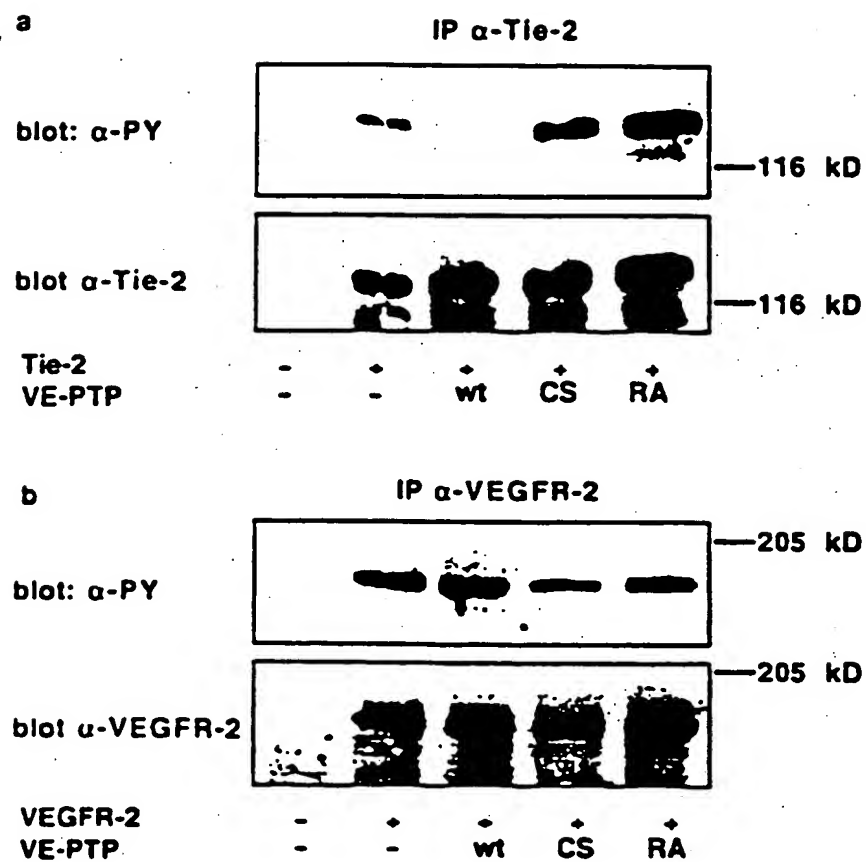 a
IP α-Tie-2
blot: α-PY
116 kD
blot α-Tie-2
116 kD
Tie-2 - + + + +
VE-PTP - - wt CS RA
b
IP α-VEGFR-2
205 kD
blot: α-PY
205 kD
blot α-VEGFR-2
VEGFR-2 - + + + +
VE-PTP - - wt CS RA